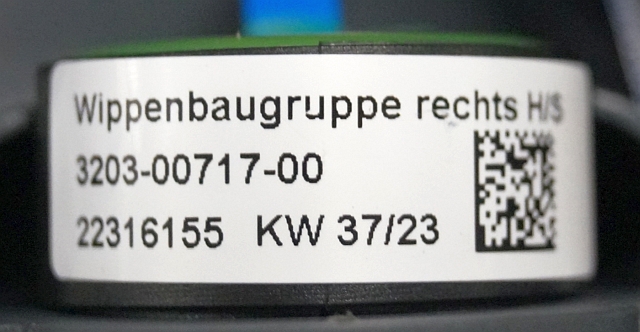 Wippenbaugruppe rechts H/S
3203-00717-00
22316155 KW 37/23